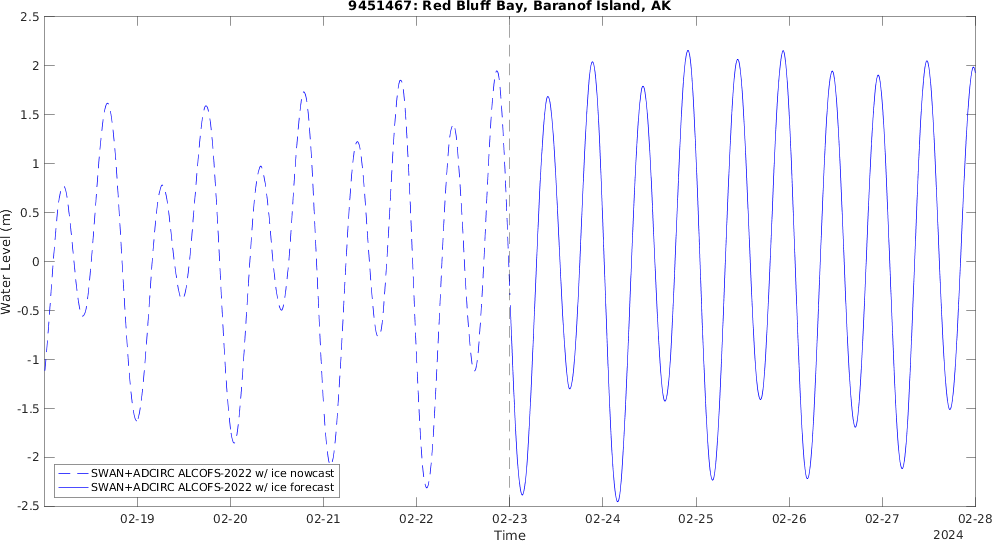 9451467: Red Bluff Bay, Baranof Island, AK
2.5
2
1.5
1
0.5
0
-0.5
-1
-1.5
-2
-2.5
Water Level (m)
SWAN+ADCIRC ALCOFS-2022 w/ ice nowcast
SWAN+ADCIRC ALCOFS-2022 w/ ice forecast
02-19 02-20 02-21 02-22 02-23 02-24 02-25 02-26 02-27 02-28
Time
2024